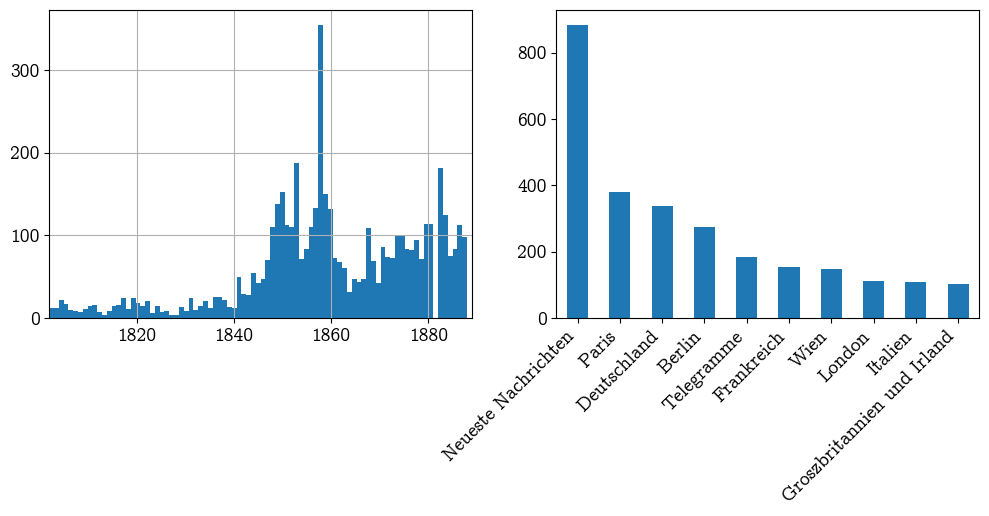 300
200
100
0
1820
1840
1860
1880
800
600
400
200
0
Neueste Nachrichten
Paris
Deutschland
Berlin
Telegramme
Frankreich
Wien
London
Italien
Groszbritannien und Irland